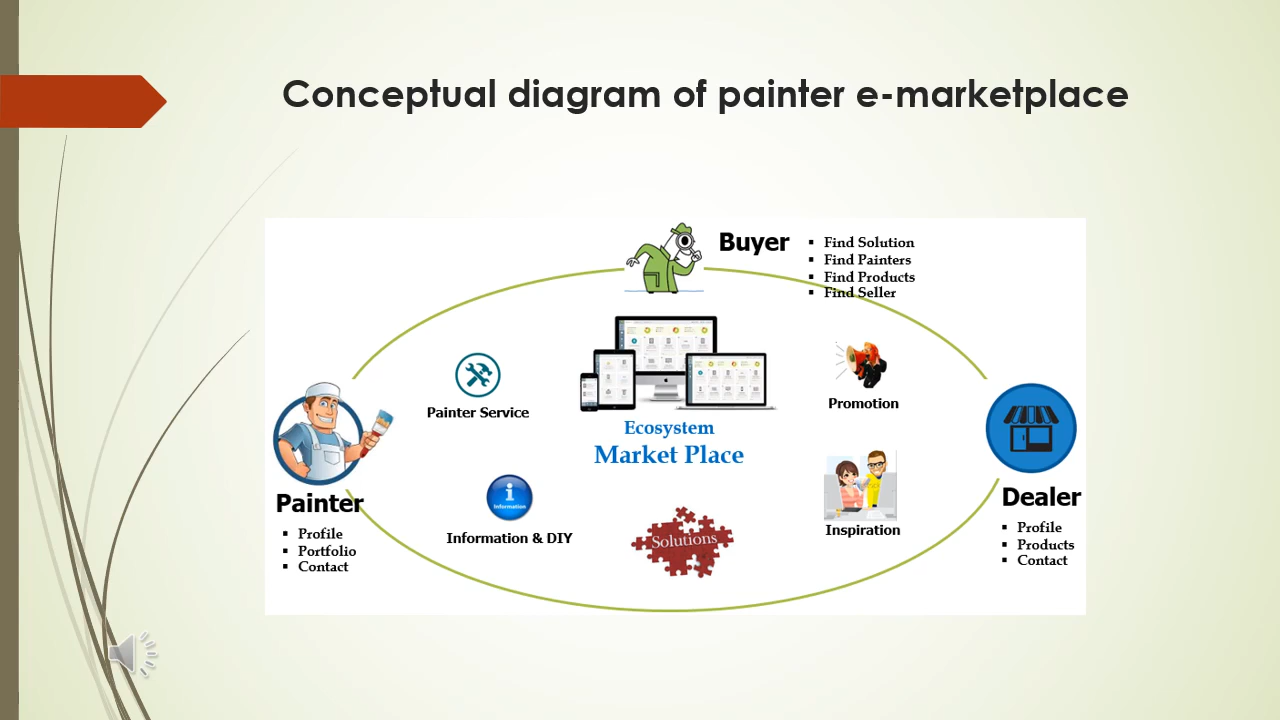 Conceptual diagram of painter e-marketplace
Buyer
▪ Find Solution
▪ Find Painters
▪ Find Products
▪ Find Seller
Painter Service
Ecosystem
Market Place
Promotion
Painter
▪ Profile
▪ Portfolio
▪ Contact
i
Information
Information & DIY
Solutions
Inspiration
Dealer
▪ Profile
▪ Products
▪ Contact